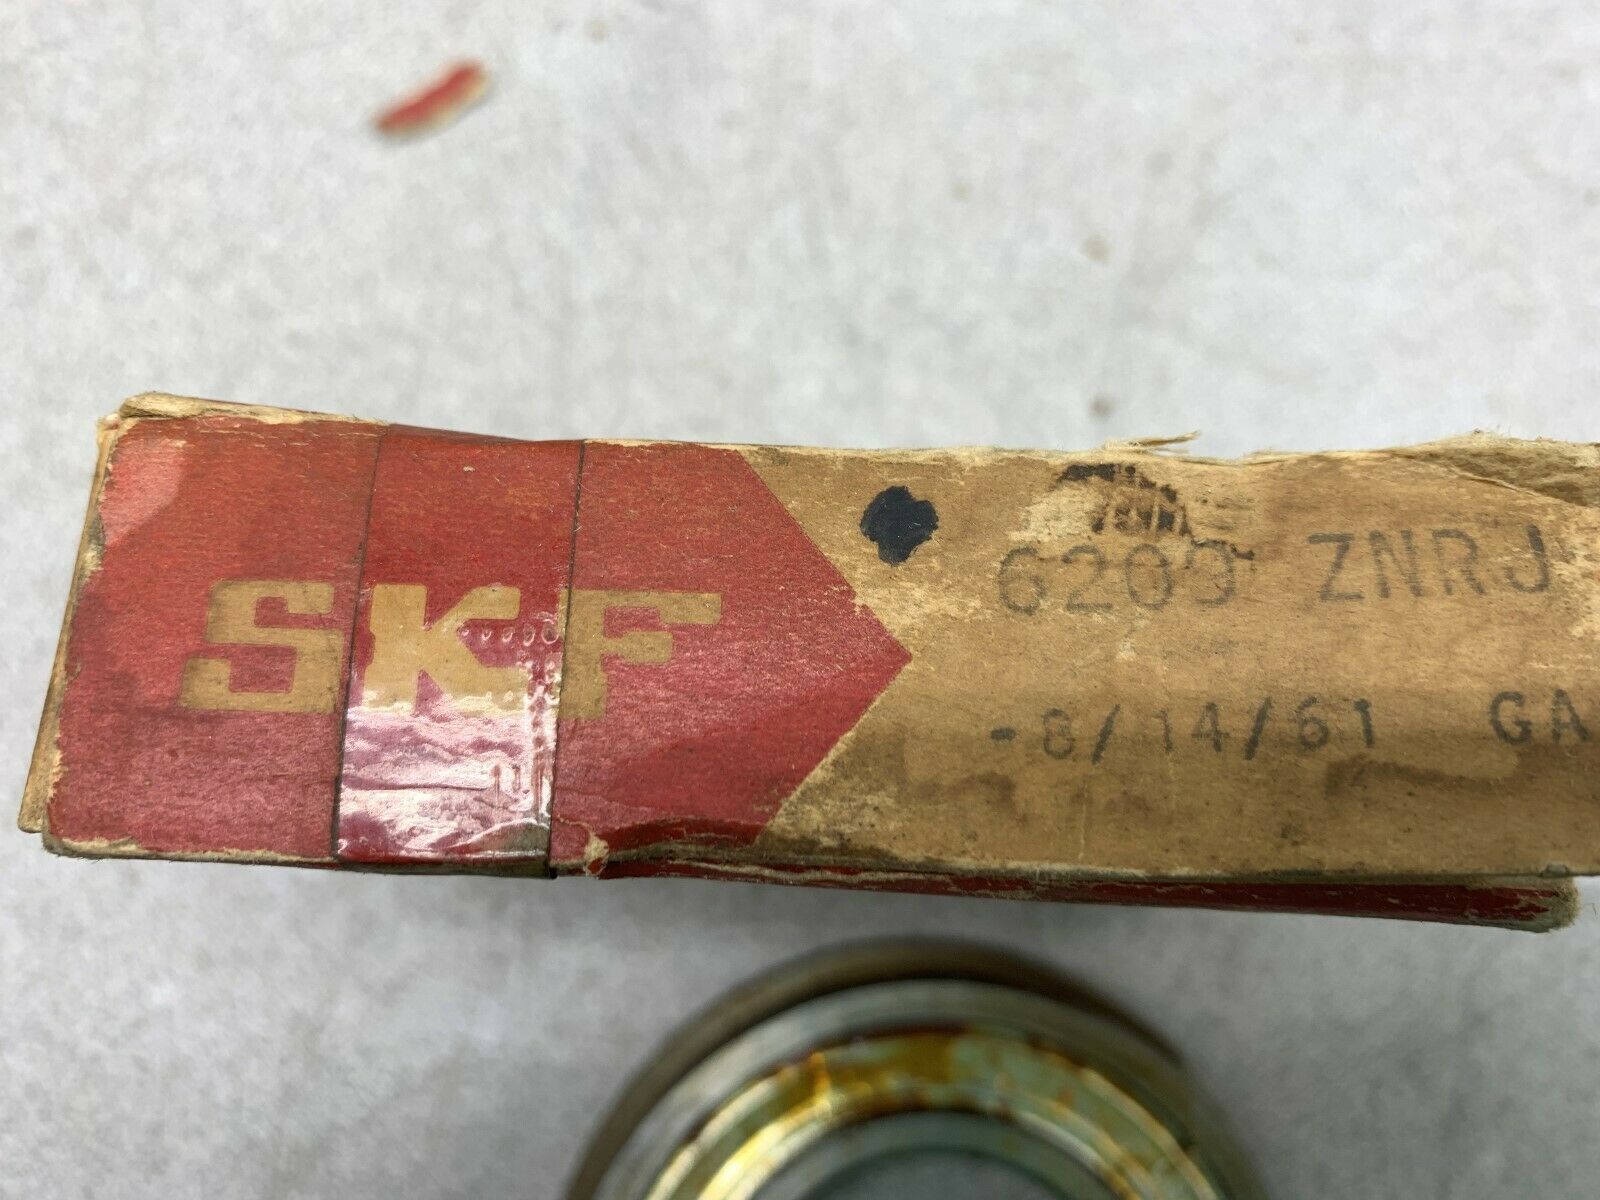 SKF
6209 ZNRJ
-8/14/61 GA